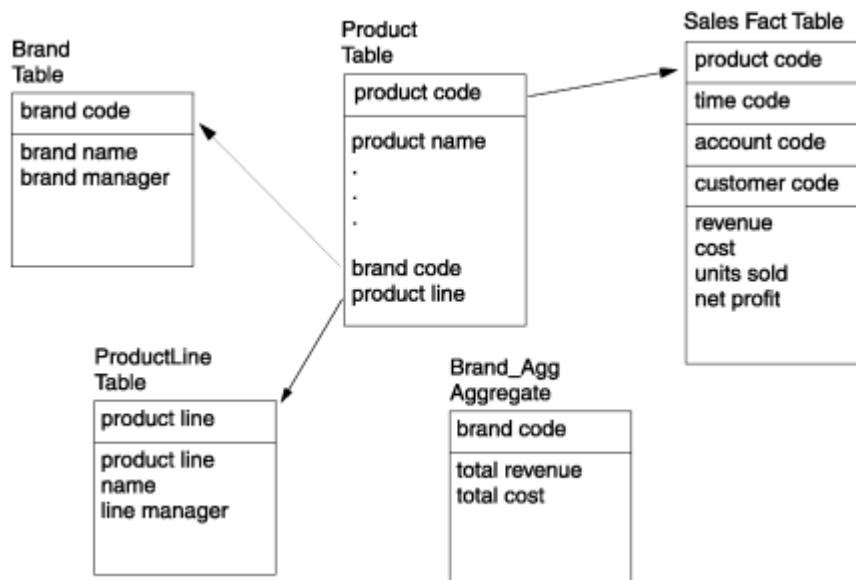 Brand
Table
brand code
brand name
brand manager
Product
Table
product code
product name
.
.
.
brand code
product line
Sales Fact Table
product code
time code
account code
customer code
revenue
cost
units sold
net profit
ProductLine
Table
product line
product line
name
line manager
Brand_Agg
Aggregate
brand code
total revenue
total cost